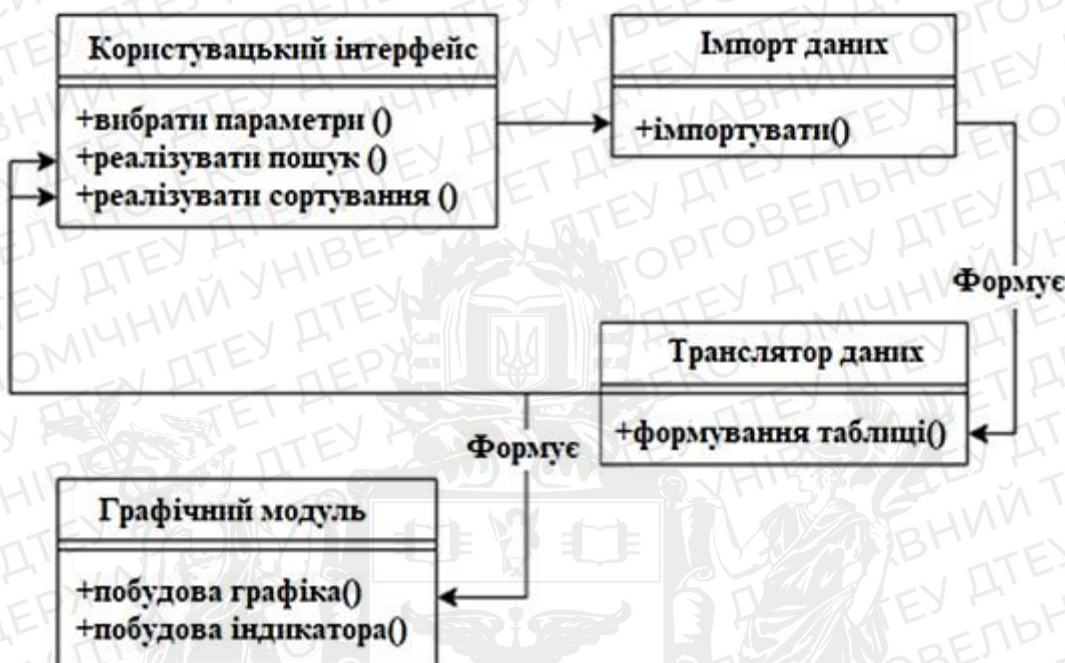 Користувацький інтерфейс
+вибрати параметри ()
+реалізувати пошук ()
+реалізувати сортування ()
Імпорт даних
+імпортувати()
Формує
Транслятор даних
+формування таблиці()
Формує
Графічний модуль
+побудова графіка()
+побудова індикатора()